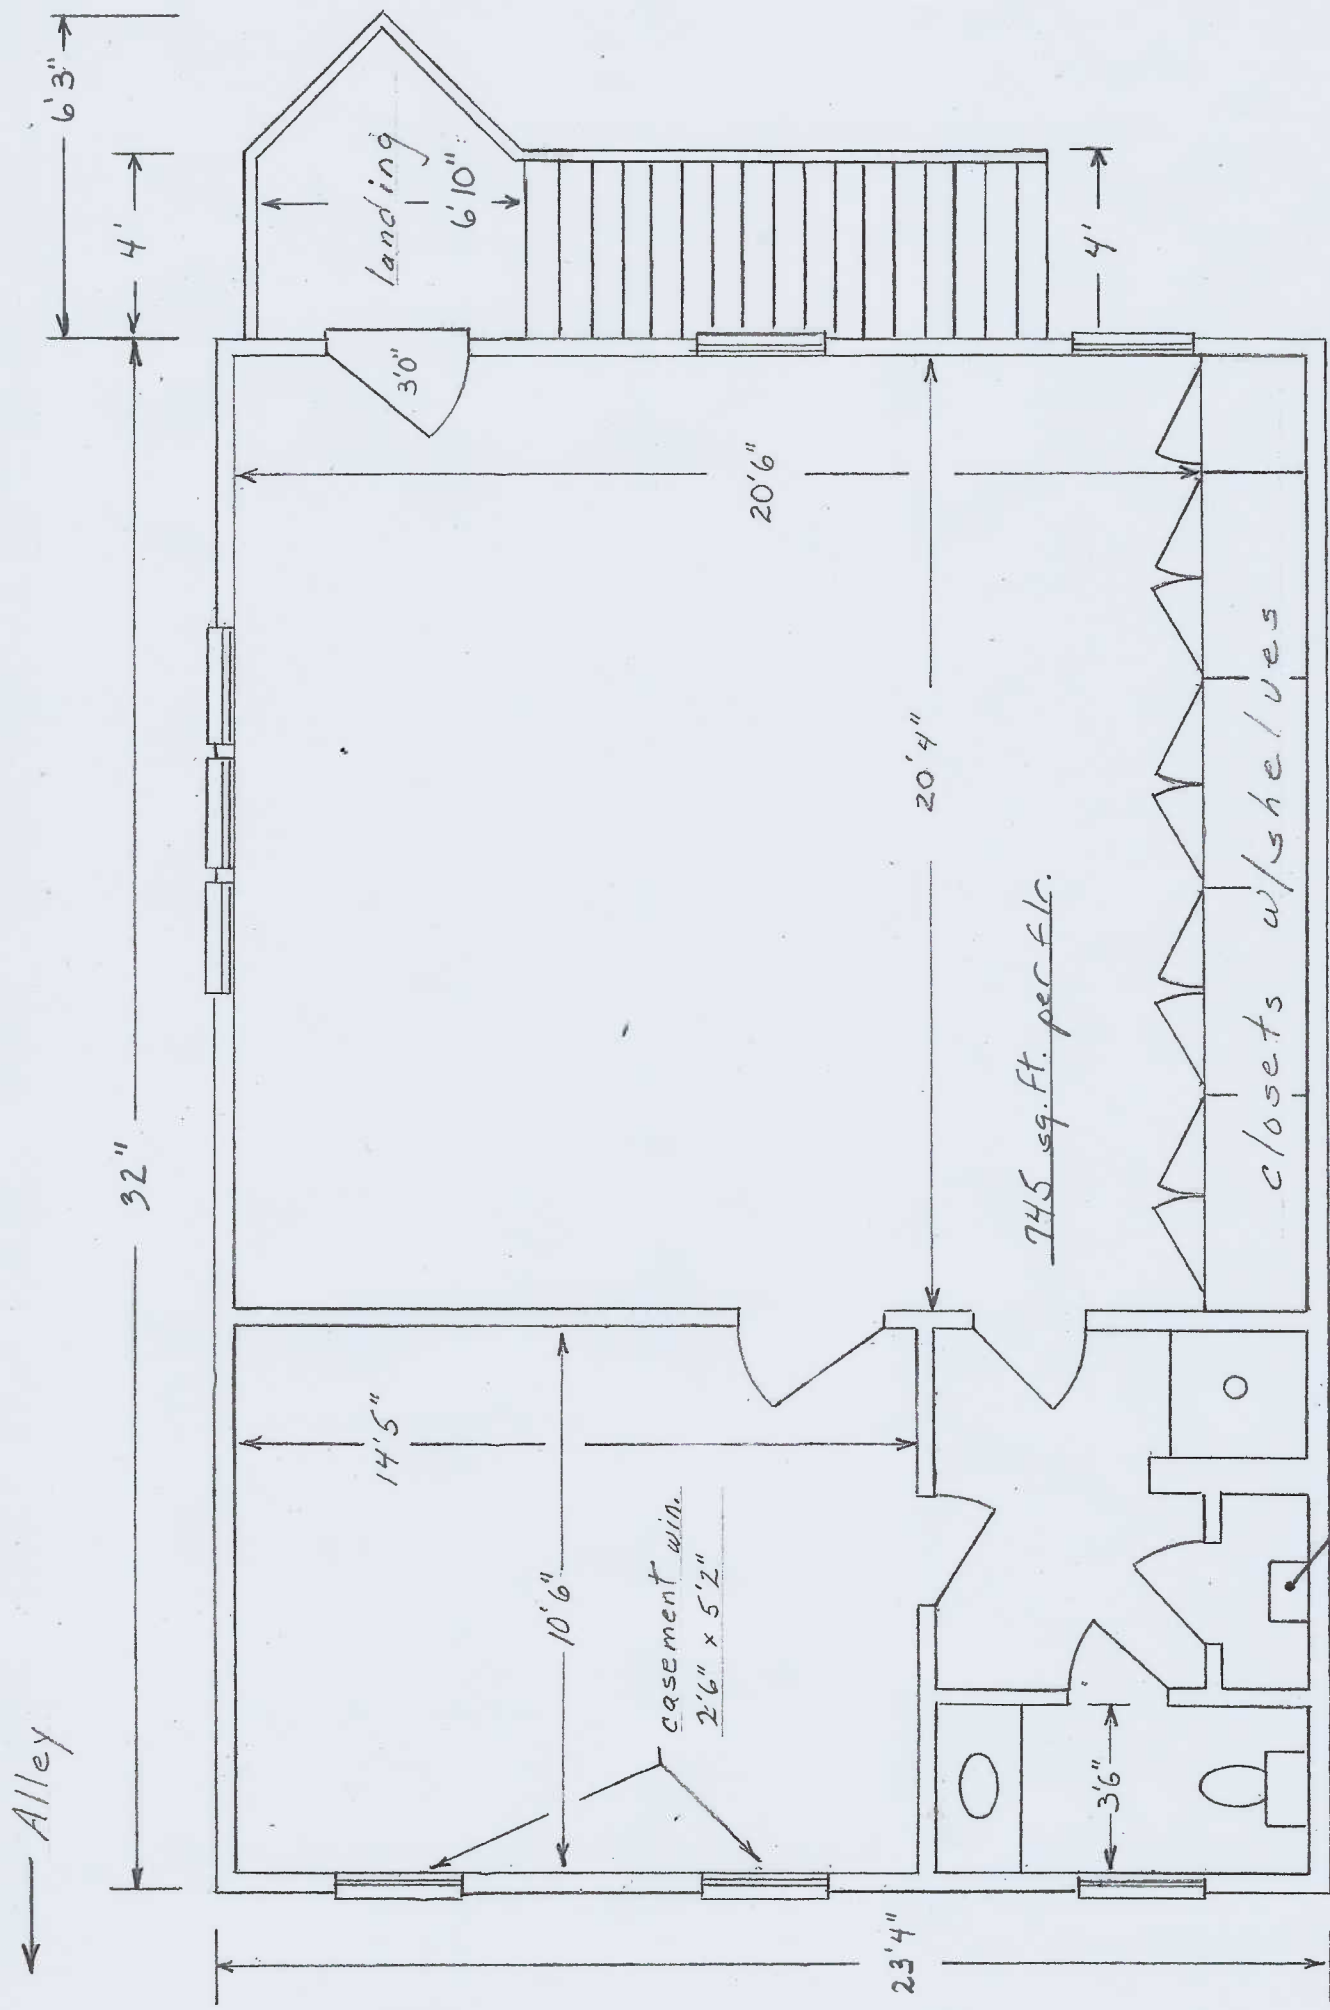 Alley
32"
4'
6'3"
landing
6'10"
3'0"
4'
20'6"
20'4"
745 sq. ft. per flr.
closets w/shelves
14'5"
10'6"
casement win.
2'6" x 5'2"
3'6"
23'4"